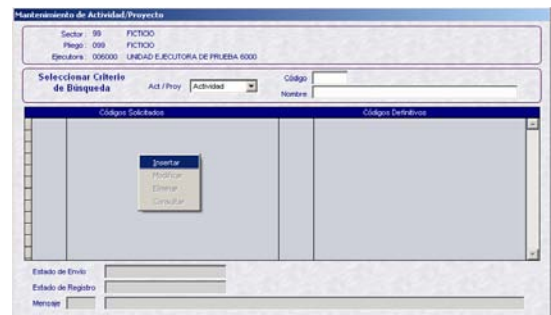 Mantenimiento de Actividad/Proyecto
Sector: 99 FICTICIO
Pliego: 099 FICTICIO
Ejecutora: 006000 UNIDAD EJECUTORA DE PRUEBA 6000
Seleccionar Criterio de Búsqueda
Act / Proy Actividad
Código
Nombre
Códigos Solicitados Códigos Definitivos
Insertar
Modificar
Eliminar
Consultar
Estado de Envío
Estado de Registro
Mensaje